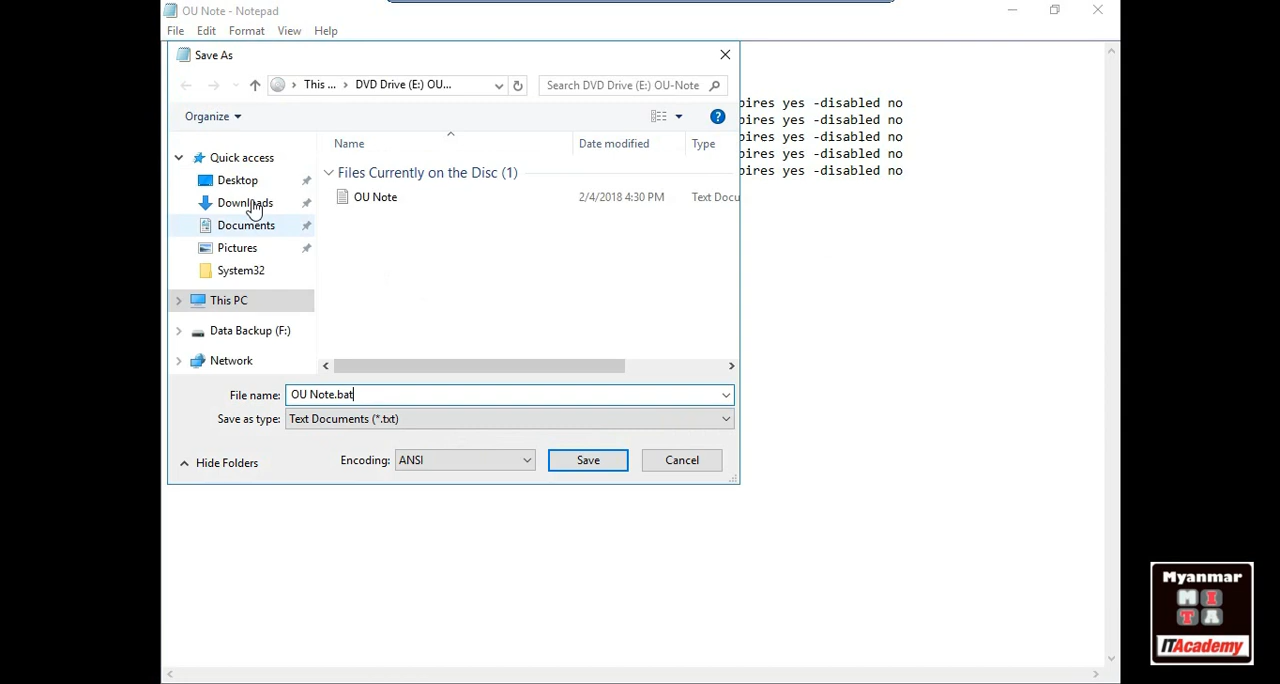 OU Note - Notepad
File Edit Format View Help
Save As
This ... DVD Drive (E:) OU... Search DVD Drive (E:) OU-Note
Organize
Name Date modified Type
Quick access
Desktop
Downloads
Documents
Pictures
System32
This PC
Data Backup (F:)
Network
Files Currently on the Disc (1)
OU Note 2/4/2018 4:30 PM Text Docu
pires yes -disabled no
pires yes -disabled no
pires yes -disabled no
pires yes -disabled no
pires yes -disabled no
File name: OU Note.bat
Save as type: Text Documents (*.txt)
Hide Folders Encoding: ANSI Save Cancel
Myanmar
M I
T A
IT Academy